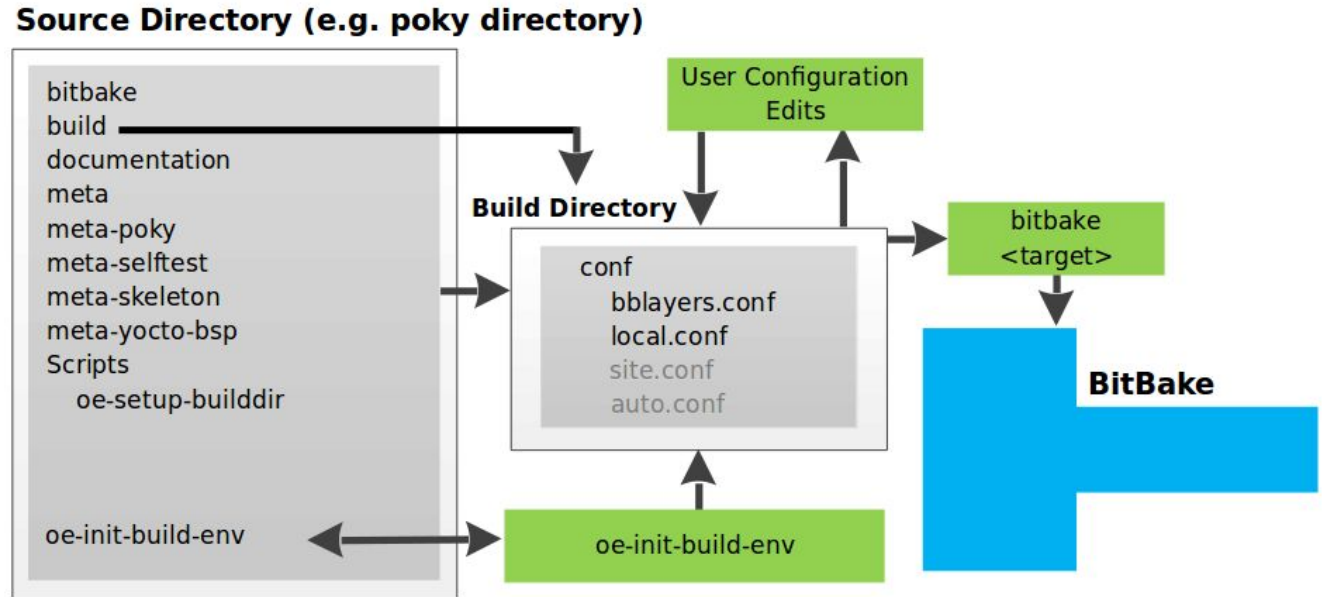 Source Directory (e.g. poky directory)
bitbake
build
documentation
meta
meta-poky
meta-selftest
meta-skeleton
meta-yocto-bsp
Scripts
oe-setup-builddir
oe-init-build-env
User Configuration
Edits
Build Directory
conf
bblayers.conf
local.conf
site.conf
auto.conf
oe-init-build-env
bitbake
<target>
BitBake